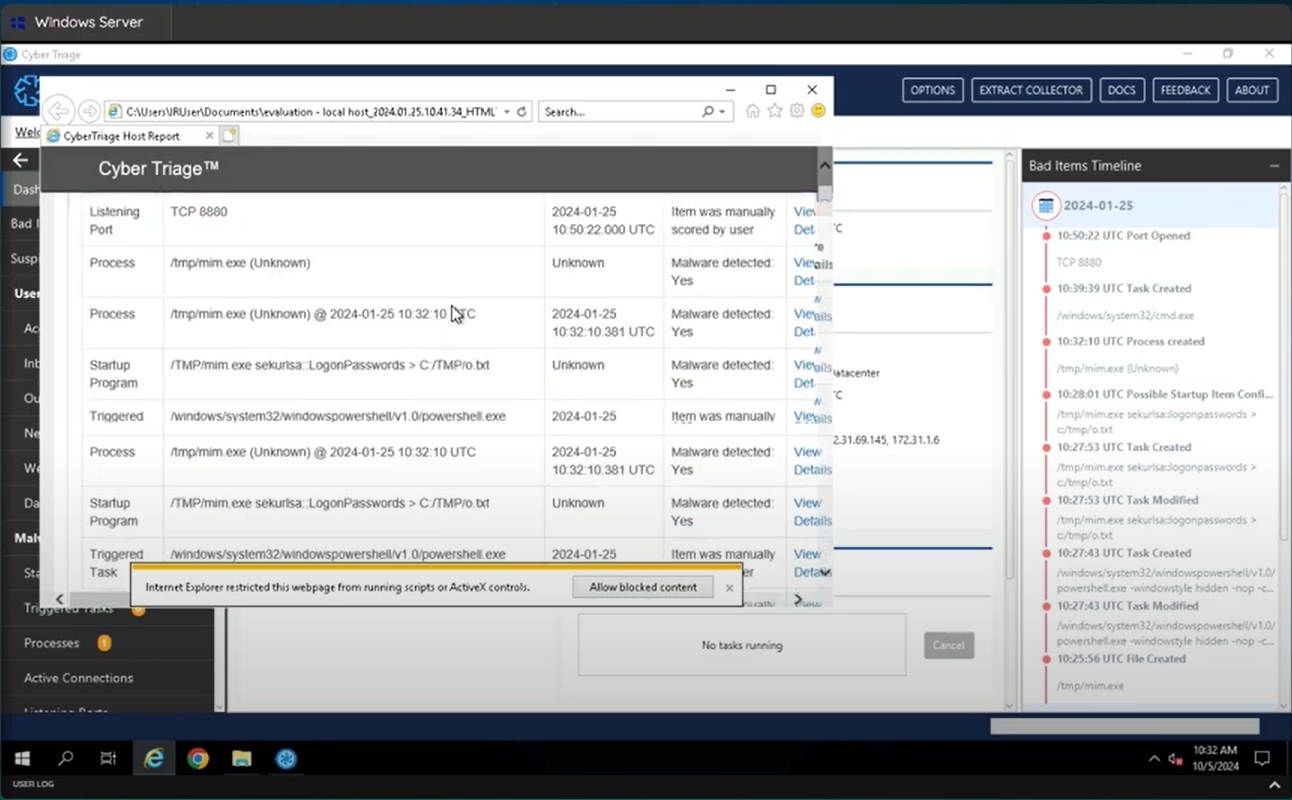 Windows Server
Cyber Triage
OPTIONS
EXTRACT COLLECTOR
DOCS
FEEDBACK
ABOUT
C:\Users\IRUser\Documents\evaluation - local host_2024.01.25.10.41.34_HTML
Search...
CyberTriage Host Report
Welc
Dash
Bad I
Suspi
User
Ac
Inb
Ou
Ne
We
Da
Mal
Sta
Triggered Tasks
Processes 1
Active Connections
Listening Ports
Cyber Triage™
Listening Port TCP 8880 2024-01-25 10:50:22.000 UTC Item was manually scored by user
Process /tmp/mim.exe (Unknown) Unknown Malware detected: Yes
Process /tmp/mim.exe (Unknown) @ 2024-01-25 10:32:10 UTC 2024-01-25 10:32:10.381 UTC Malware detected: Yes
Startup Program /TMP/mim.exe sekurlsa::LogonPasswords > C:/TMP/o.txt Unknown Malware detected: Yes
Triggered /windows/system32/windowspowershell/v1.0/powershell.exe 2024-01-25 Item was manually
Process /tmp/mim.exe (Unknown) @ 2024-01-25 10:32:10 UTC 2024-01-25 10:32:10.381 UTC Malware detected: Yes View Details
Startup Program /TMP/mim.exe sekurlsa::LogonPasswords > C:/TMP/o.txt Unknown Malware detected: Yes View Details
Triggered Task /windows/system32/windowspowershell/v1.0/powershell.exe 2024-01-25 Item was manually View
Internet Explorer restricted this webpage from running scripts or ActiveX controls.
Allow blocked content
atacenter
2.31.69.145, 172.31.1.6
No tasks running
Cancel
Bad Items Timeline
2024-01-25
10:50:22 UTC Port Opened
TCP 8880
10:39:39 UTC Task Created
/windows/system32/cmd.exe
10:32:10 UTC Process created
/tmp/mim.exe (Unknown)
10:28:01 UTC Possible Startup Item Confi...
/tmp/mim.exe sekurlsa::logonpasswords >
c:/tmp/o.txt
10:27:53 UTC Task Created
/tmp/mim.exe sekurlsa::logonpasswords >
c:/tmp/o.txt
10:27:53 UTC Task Modified
/tmp/mim.exe sekurlsa::logonpasswords >
c:/tmp/o.txt
10:27:43 UTC Task Created
/windows/system32/windowspowershell/v1.0/
powershell.exe -windowstyle hidden -nop -c...
10:27:43 UTC Task Modified
/windows/system32/windowspowershell/v1.0/
powershell.exe -windowstyle hidden -nop -c...
10:25:56 UTC File Created
/tmp/mim.exe
10:32 AM
10/5/2024
USER LOG